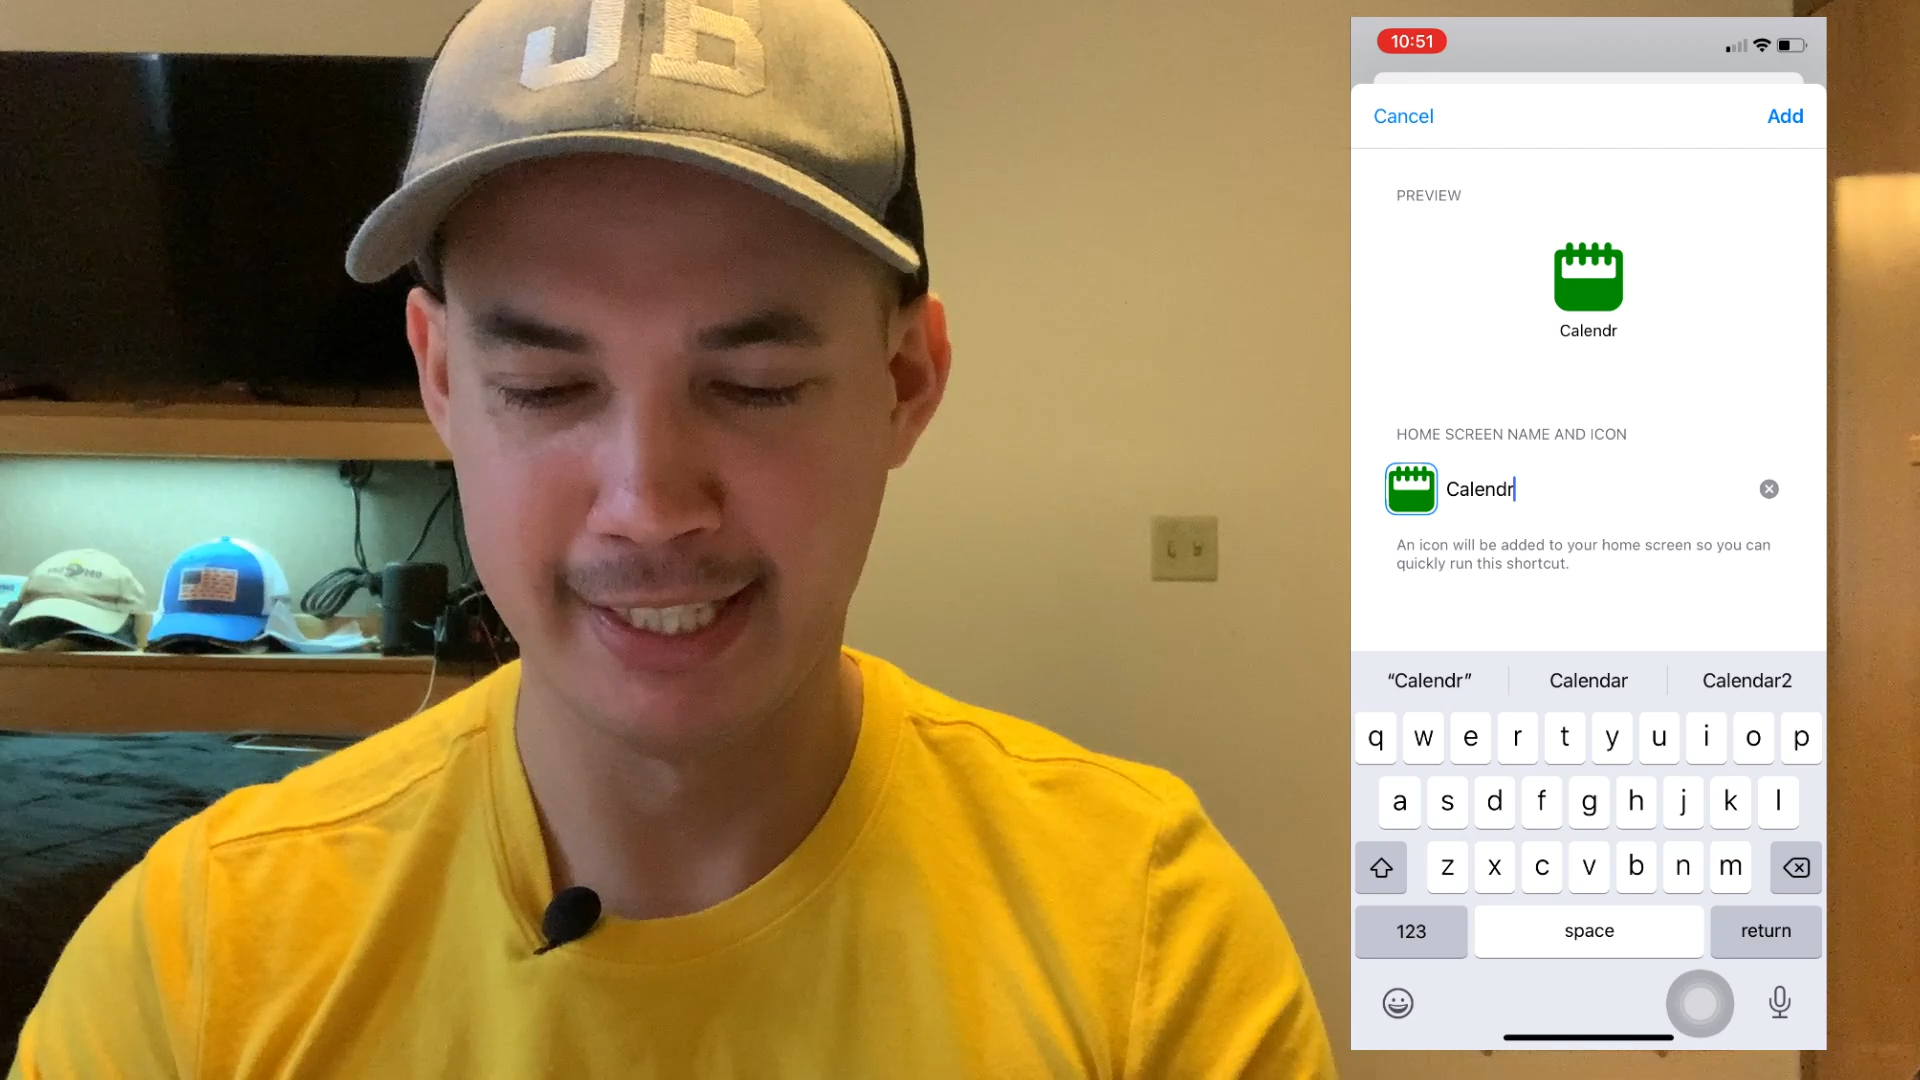 JB
10:51
Cancel
Add
PREVIEW
Calendr
HOME SCREEN NAME AND ICON
Calendr
An icon will be added to your home screen so you can
quickly run this shortcut.
“Calendr”
Calendar
Calendar2
q w e r t y u i o p
a s d f g h j k l
z x c v b n m
123
space
return